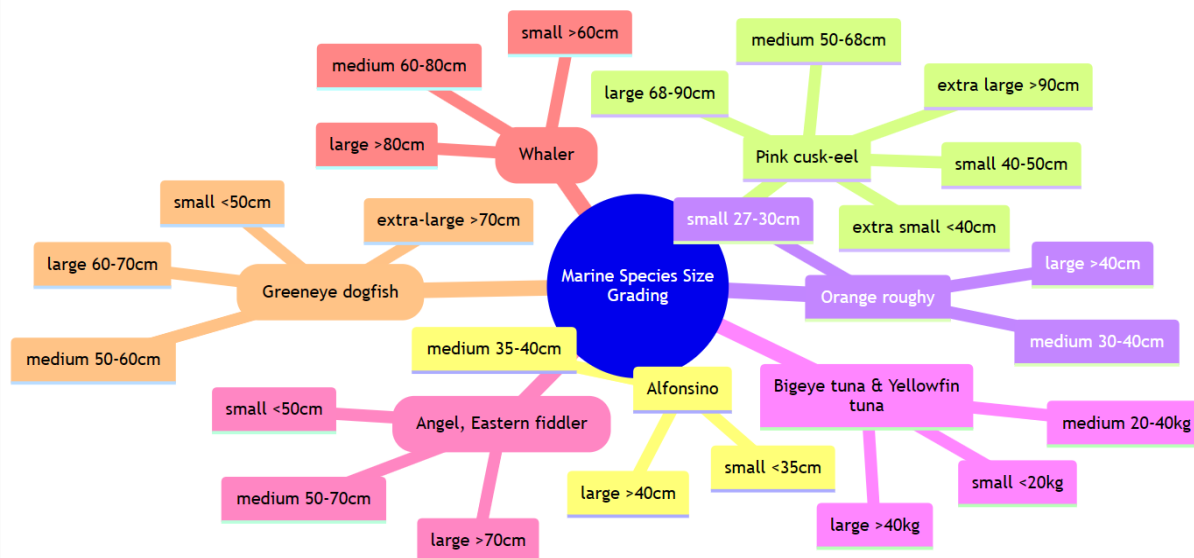 Marine Species Size
Grading
Whaler
small >60cm
medium 60-80cm
large >80cm
Pink cusk-eel
medium 50-68cm
large 68-90cm
extra large >90cm
small 40-50cm
extra small <40cm
Greeneye dogfish
small <50cm
extra-large >70cm
large 60-70cm
medium 50-60cm
Orange roughy
small 27-30cm
large >40cm
medium 30-40cm
Angel, Eastern fiddler
small <50cm
medium 50-70cm
large >70cm
Alfonsino
medium 35-40cm
large >40cm
small <35cm
Bigeye tuna & Yellowfin
tuna
medium 20-40kg
small <20kg
large >40kg